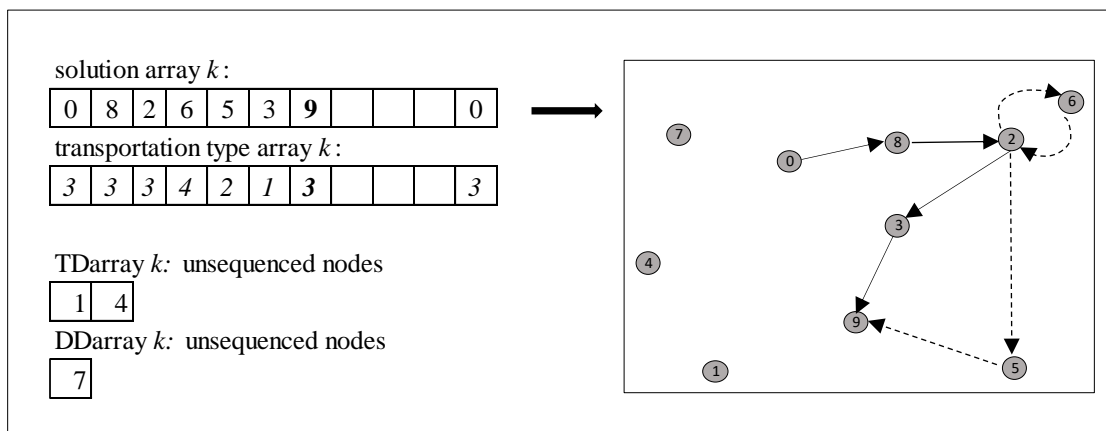 solution array k:
0 8 2 6 5 3 9 0
transportation type array k:
3 3 3 4 2 1 3 3
TDarray k: unsequenced nodes
1 4
DDarray k: unsequenced nodes
7
6
7
8
2
0
3
4
9
5
1